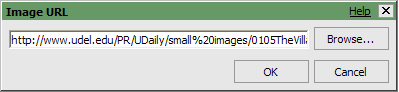 Image URL Help
http://www.udel.edu/PR/UDaily/small%20images/0105TheVill Browse...
OK Cancel